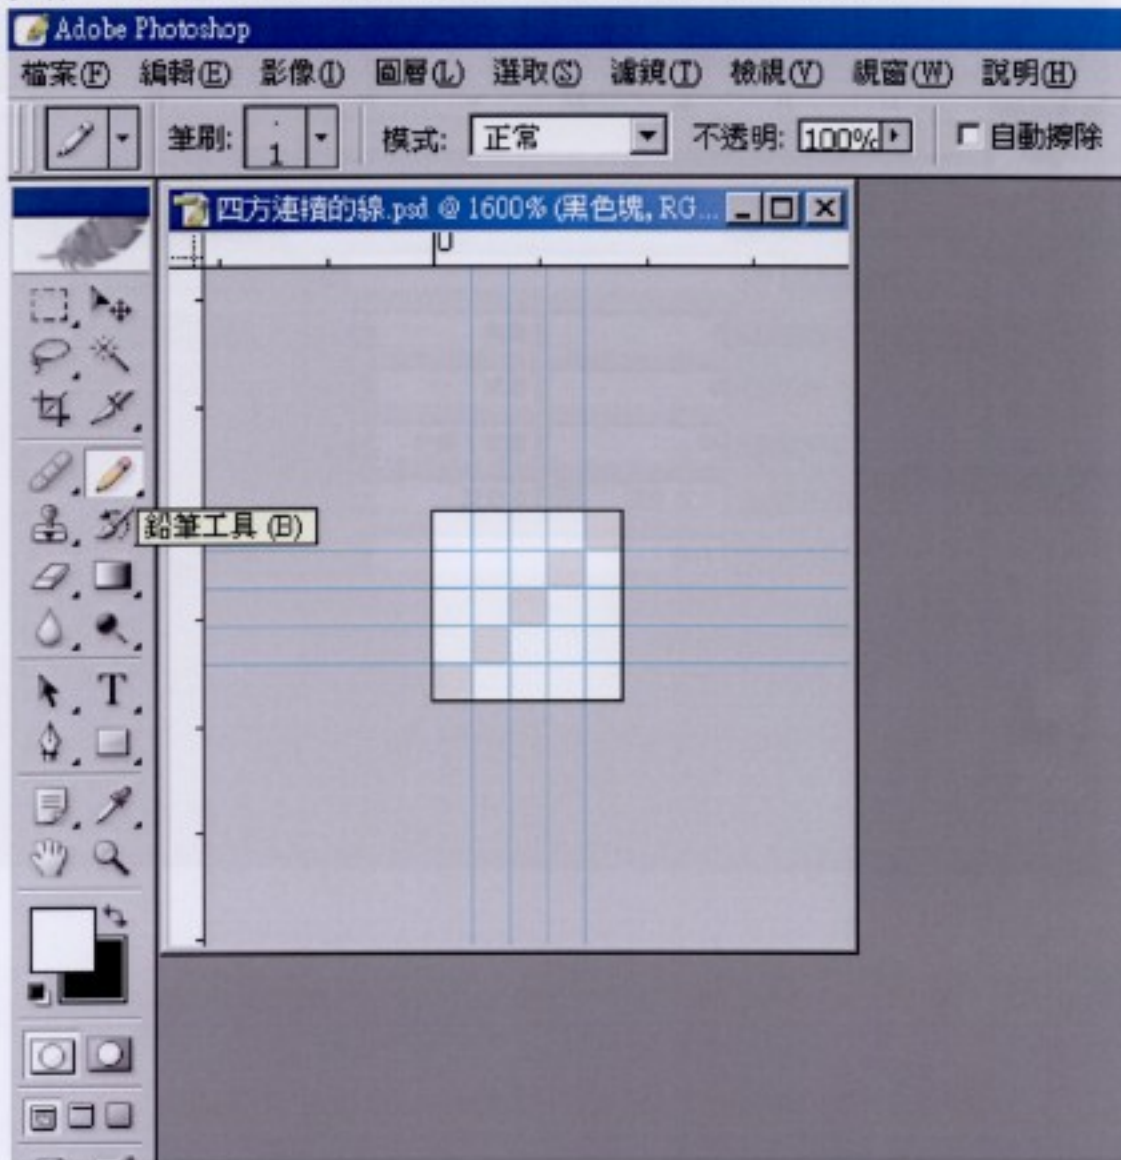 Adobe Photoshop
檔案(F) 編輯(E) 影像(I) 圖層(L) 選取(S) 濾鏡(T) 檢視(V) 視窗(W) 說明(H)
筆刷: 1 模式: 正常 不透明: 100% 自動擦除
四方連續的線.psd @ 1600% (黑色塊, RG...
0
鉛筆工具 (B)
T